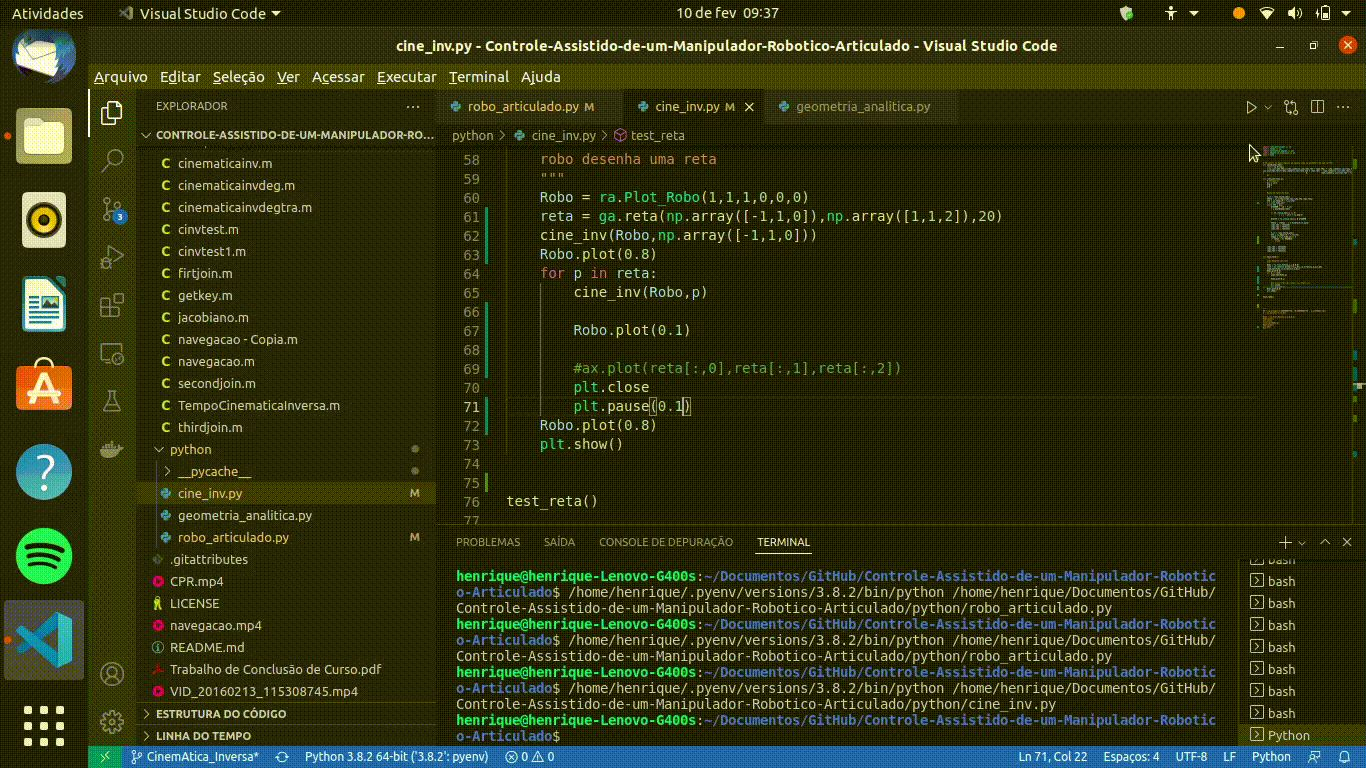 Atividades
Visual Studio Code
10 de fev 09:37
cine_inv.py - Controle-Assistido-de-um-Manipulador-Robotico-Articulado - Visual Studio Code
Arquivo Editar Seleção Ver Acessar Executar Terminal Ajuda
EXPLORADOR
CONTROLE-ASSISTIDO-DE-UM-MANIPULADOR-RO...
cinematicainv.m
cinematicainvdeg.m
cinematicainvdegtra.m
cinvtest.m
cinvtest1.m
firtjoin.m
getkey.m
jacobiano.m
navegacao - Copia.m
navegacao.m
secondjoin.m
TempoCinematicaInversa.m
thirdjoin.m
python
__pycache__
cine_inv.py M
geometria_analitica.py
robo_articulado.py M
.gitattributes
CPR.mp4
LICENSE
navegacao.mp4
README.md
Trabalho de Conclusão de Curso.pdf
VID_20160213_115308745.mp4
ESTRUTURA DO CÓDIGO
LINHA DO TEMPO
3
robo_articulado.py M
cine_inv.py M
geometria_analitica.py
python > cine_inv.py > test_reta
58 robo desenha uma reta
59 """
60 Robo = ra.Plot_Robo(1,1,1,0,0,0)
61 reta = ga.reta(np.array([-1,1,0]),np.array([1,1,2]),20)
62 cine_inv(Robo,np.array([-1,1,0]))
63 Robo.plot(0.8)
64 for p in reta:
65 cine_inv(Robo,p)
66
67 Robo.plot(0.1)
68
69 #ax.plot(reta[:,0],reta[:,1],reta[:,2])
70 plt.close
71 plt.pause(0.1)
72 Robo.plot(0.8)
73 plt.show()
74
75
76 test_reta()
77
PROBLEMAS SAÍDA CONSOLE DE DEPURAÇÃO TERMINAL
henrique@henrique-Lenovo-G400s:~/Documentos/GitHub/Controle-Assistido-de-um-Manipulador-Robotic
o-Articulado$ /home/henrique/.pyenv/versions/3.8.2/bin/python /home/henrique/Documentos/GitHub/
Controle-Assistido-de-um-Manipulador-Robotico-Articulado/python/robo_articulado.py
henrique@henrique-Lenovo-G400s:~/Documentos/GitHub/Controle-Assistido-de-um-Manipulador-Robotic
o-Articulado$ /home/henrique/.pyenv/versions/3.8.2/bin/python /home/henrique/Documentos/GitHub/
Controle-Assistido-de-um-Manipulador-Robotico-Articulado/python/robo_articulado.py
henrique@henrique-Lenovo-G400s:~/Documentos/GitHub/Controle-Assistido-de-um-Manipulador-Robotic
o-Articulado$ /home/henrique/.pyenv/versions/3.8.2/bin/python /home/henrique/Documentos/GitHub/
Controle-Assistido-de-um-Manipulador-Robotico-Articulado/python/cine_inv.py
henrique@henrique-Lenovo-G400s:~/Documentos/GitHub/Controle-Assistido-de-um-Manipulador-Robotic
o-Articulado$
bash
bash
bash
bash
bash
bash
bash
bash
Python
CinemAtica_Inversa*
Python 3.8.2 64-bit ('3.8.2': pyenv)
0 0
Ln 71, Col 22
Espaços: 4
UTF-8
LF
Python